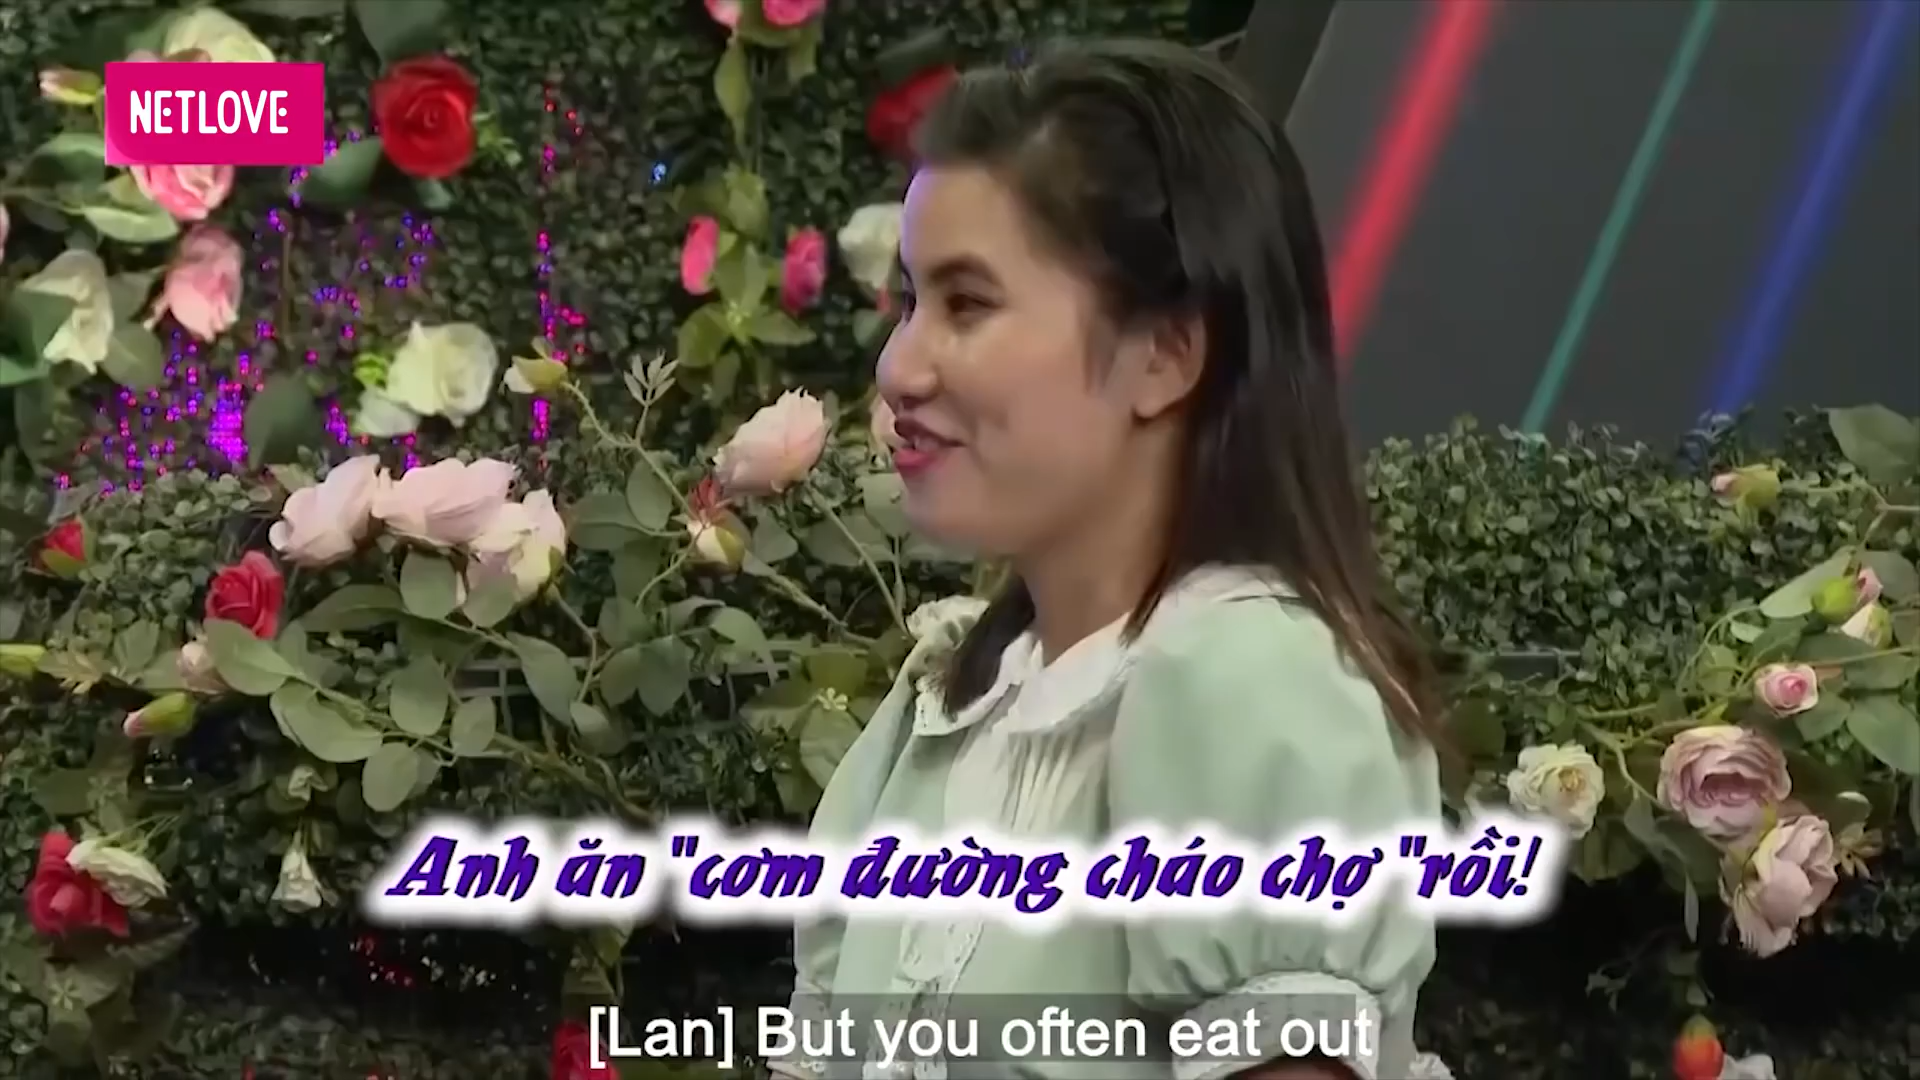 NETLOVE
Anh ăn "cơm đường cháo chợ "rồi!
[Lan] But you often eat out